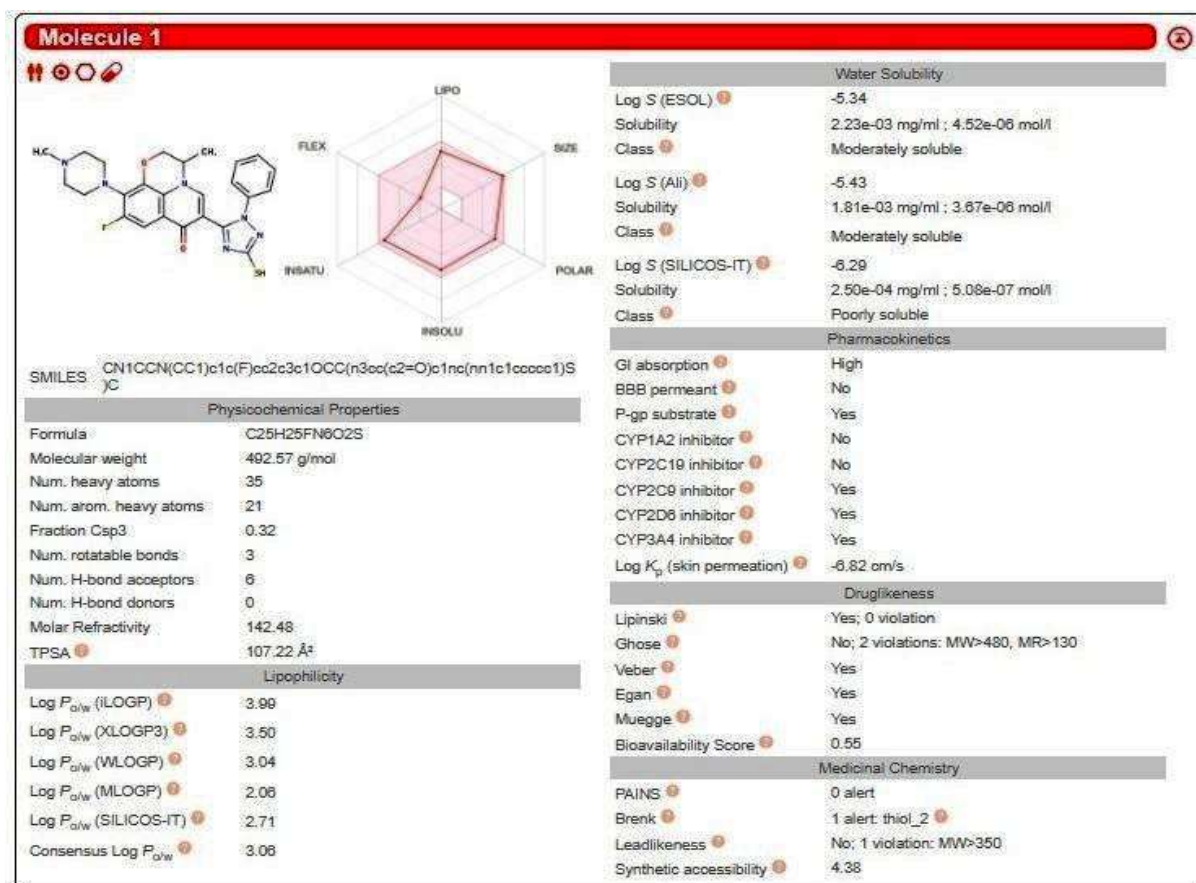 Molecule 1
LIPO
FLEX
SIZE
INSATU
POLAR
INSOLU
H₃C
N
N
O
CH₃
N
F
O
N
N
N
SH
SMILES CN1CCN(CC1)c1c(F)cc2c3c1OCC(n3cc(c2=O)c1nc(nn1c1ccccc1)S
)C
Physicochemical Properties
Formula C25H25FN6O2S
Molecular weight 492.57 g/mol
Num. heavy atoms 35
Num. arom. heavy atoms 21
Fraction Csp3 0.32
Num. rotatable bonds 3
Num. H-bond acceptors 6
Num. H-bond donors 0
Molar Refractivity 142.48
TPSA ? 107.22 Å²
Lipophilicity
Log Po/w (iLOGP) ? 3.99
Log Po/w (XLOGP3) ? 3.50
Log Po/w (WLOGP) ? 3.04
Log Po/w (MLOGP) ? 2.06
Log Po/w (SILICOS-IT) ? 2.71
Consensus Log Po/w ? 3.06
Water Solubility
Log S (ESOL) ? -5.34
Solubility 2.23e-03 mg/ml ; 4.52e-06 mol/l
Class ? Moderately soluble
Log S (Ali) ? -5.43
Solubility 1.81e-03 mg/ml ; 3.67e-06 mol/l
Class ? Moderately soluble
Log S (SILICOS-IT) ? -6.29
Solubility 2.50e-04 mg/ml ; 5.08e-07 mol/l
Class ? Poorly soluble
Pharmacokinetics
GI absorption ? High
BBB permeant ? No
P-gp substrate ? Yes
CYP1A2 inhibitor ? No
CYP2C19 inhibitor ? No
CYP2C9 inhibitor ? Yes
CYP2D6 inhibitor ? Yes
CYP3A4 inhibitor ? Yes
Log Kp (skin permeation) ? -6.82 cm/s
Druglikeness
Lipinski ? Yes; 0 violation
Ghose ? No; 2 violations: MW>480, MR>130
Veber ? Yes
Egan ? Yes
Muegge ? Yes
Bioavailability Score ? 0.55
Medicinal Chemistry
PAINS ? 0 alert
Brenk ? 1 alert: thiol_2 ?
Leadlikeness ? No; 1 violation: MW>350
Synthetic accessibility ? 4.38